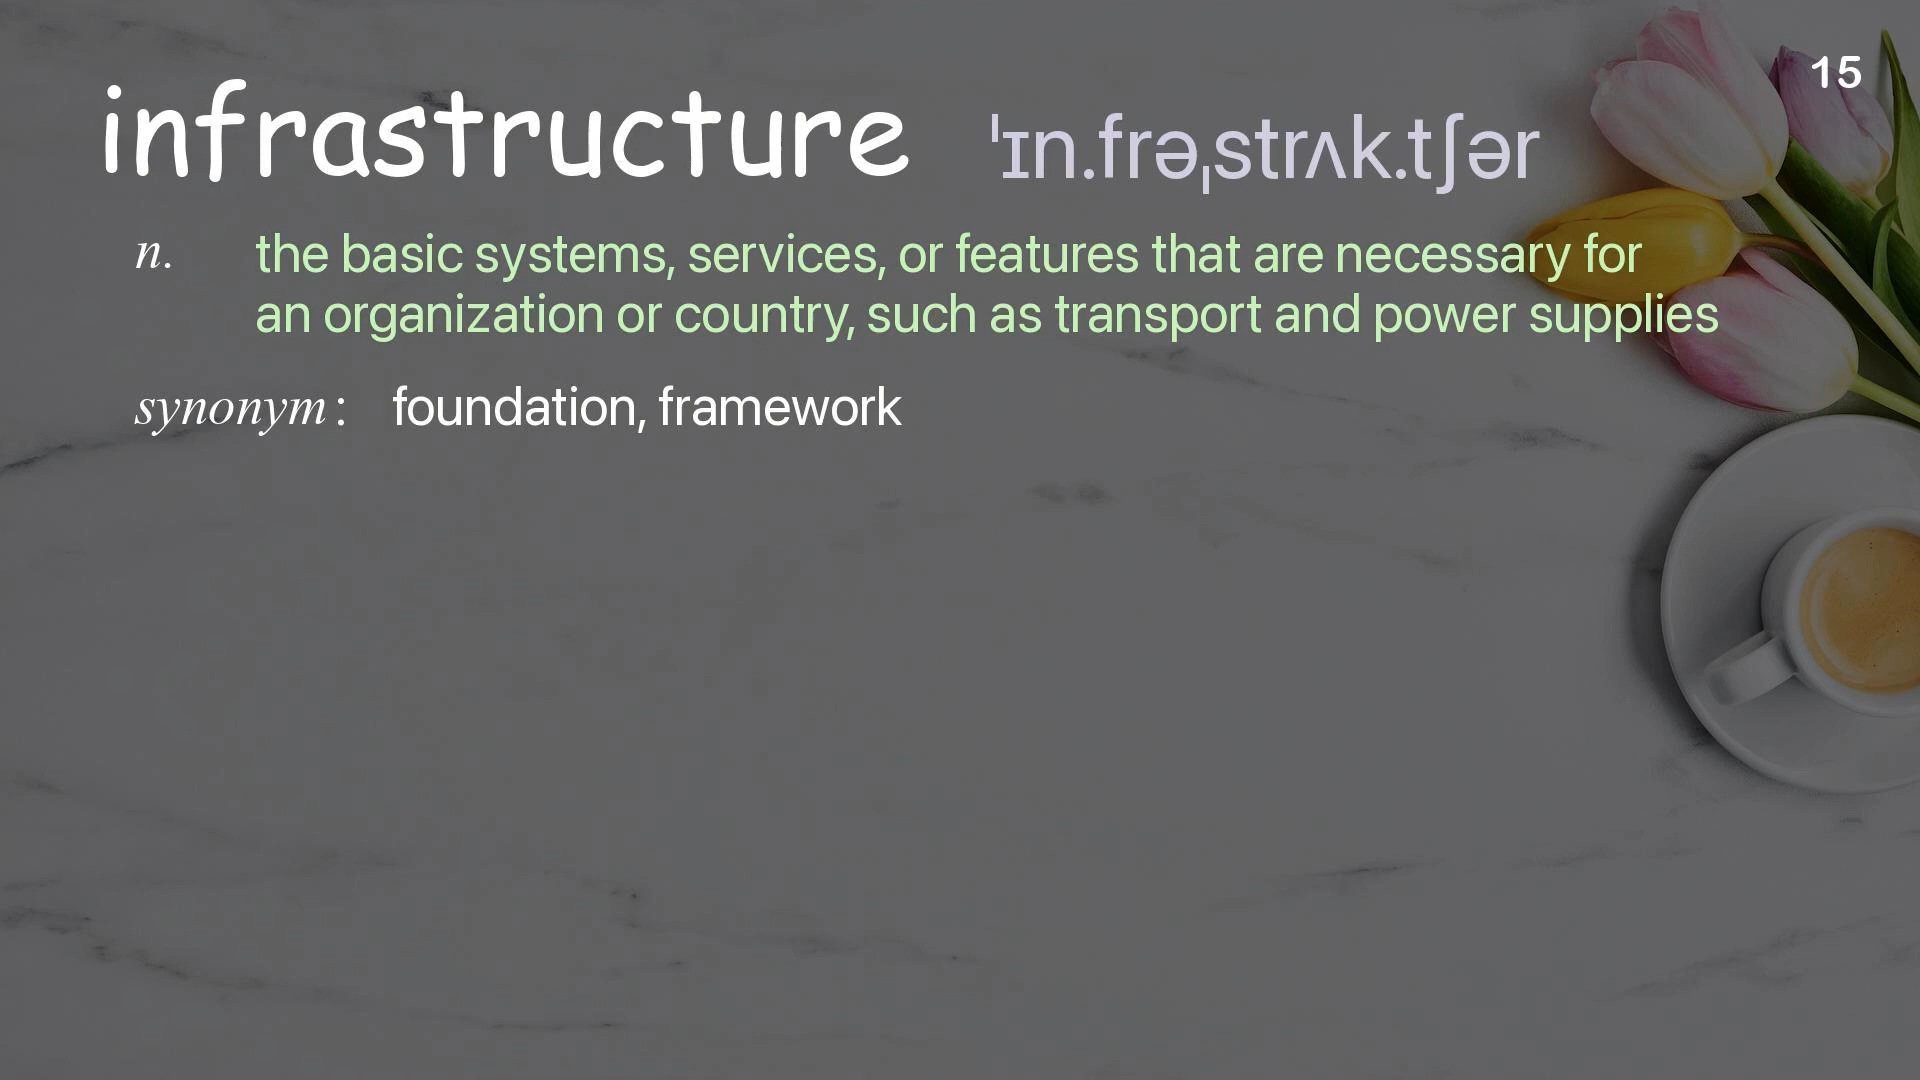 15
infrastructure ˈɪn.frəˌstrʌk.tʃər
n. the basic systems, services, or features that are necessary for
an organization or country, such as transport and power supplies
synonym: foundation, framework